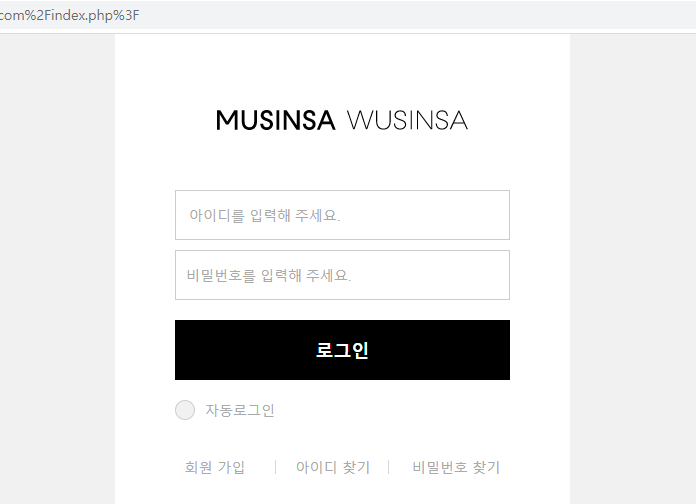 com%2Findex.php%3F
MUSINSA WUSINSA
아이디를 입력해 주세요.
비밀번호를 입력해 주세요.
로그인
자동로그인
회원 가입 | 아이디 찾기 | 비밀번호 찾기